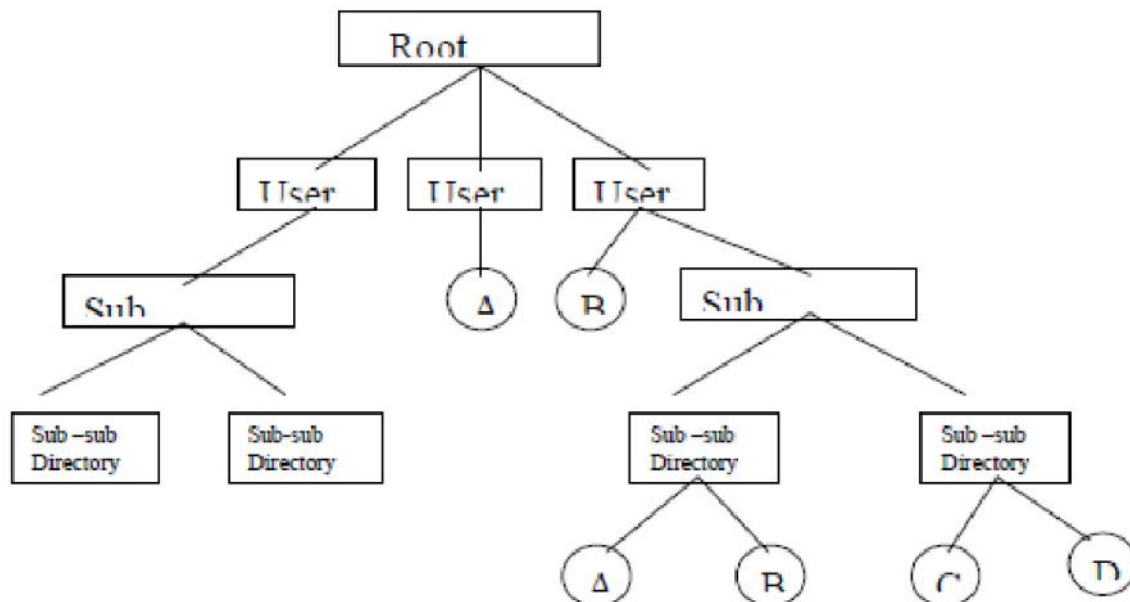 Root
User
User
User
Sub
A
B
Sub
Sub –sub
Directory
Sub-sub
Directory
Sub –sub
Directory
Sub –sub
Directory
A
B
C
D